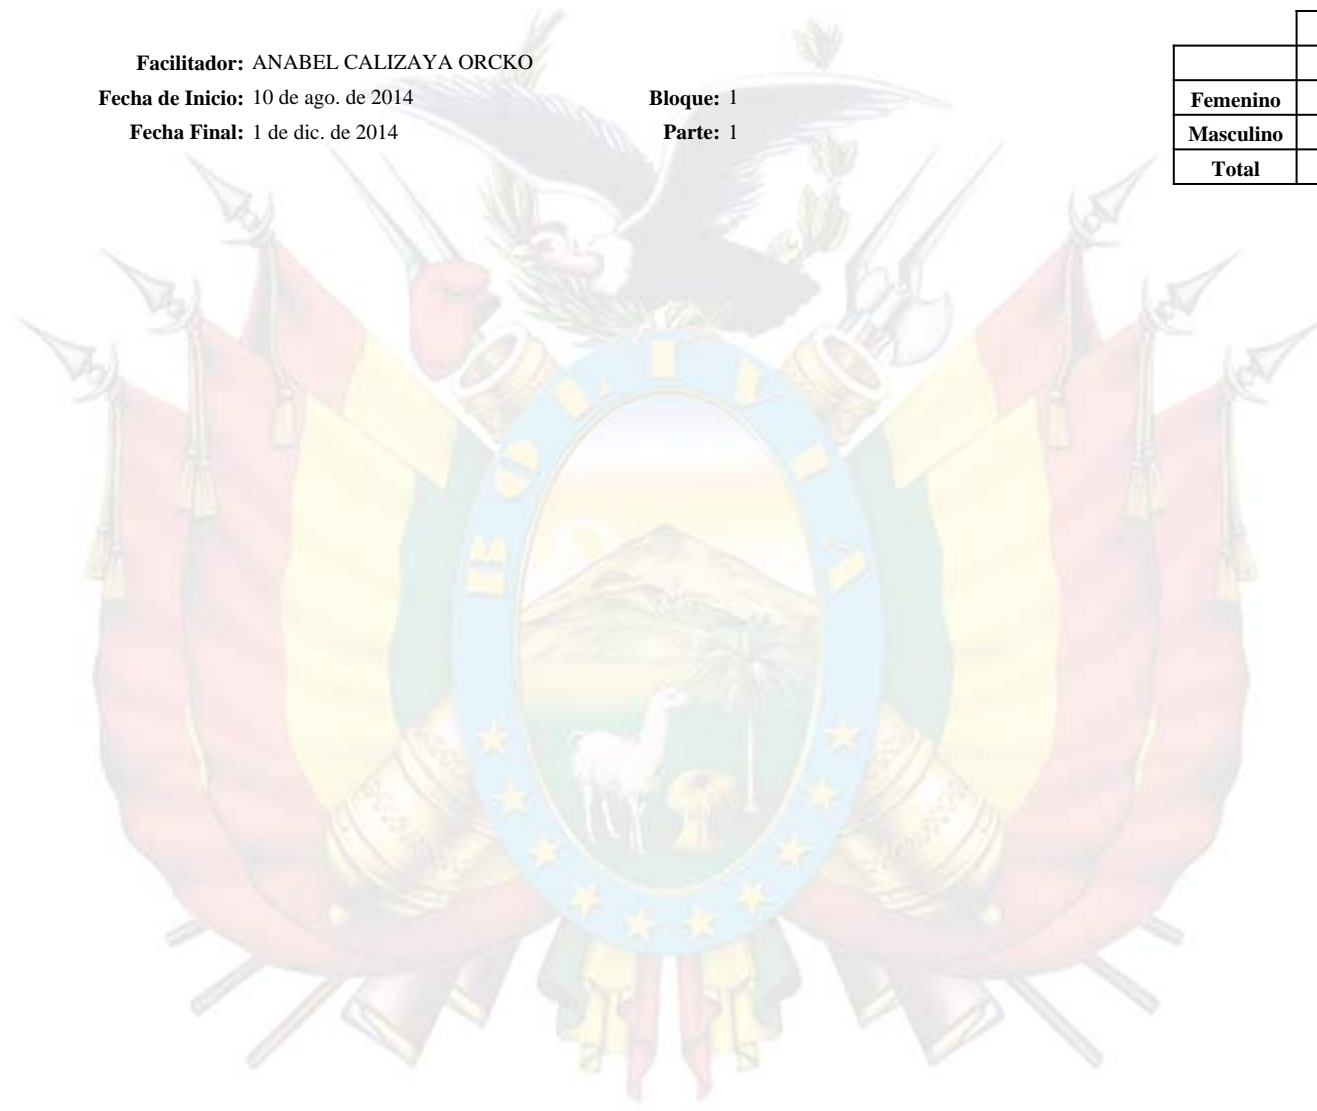 Facilitador: ANABEL CALIZAYA ORCKO
Fecha de Inicio: 10 de ago. de 2014 Bloque: 1
Fecha Final: 1 de dic. de 2014 Parte: 1
Femenino
Masculino
Total
BOLIVIA